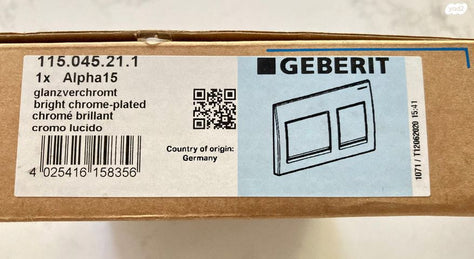 115.045.21.1
1x Alpha15
glanzverchromt
bright chrome-plated
chromé brillant
cromo lucido
4 025416 158356
Country of origin:
Germany
GEBERIT
1071 / T12062020 15:41
yad2